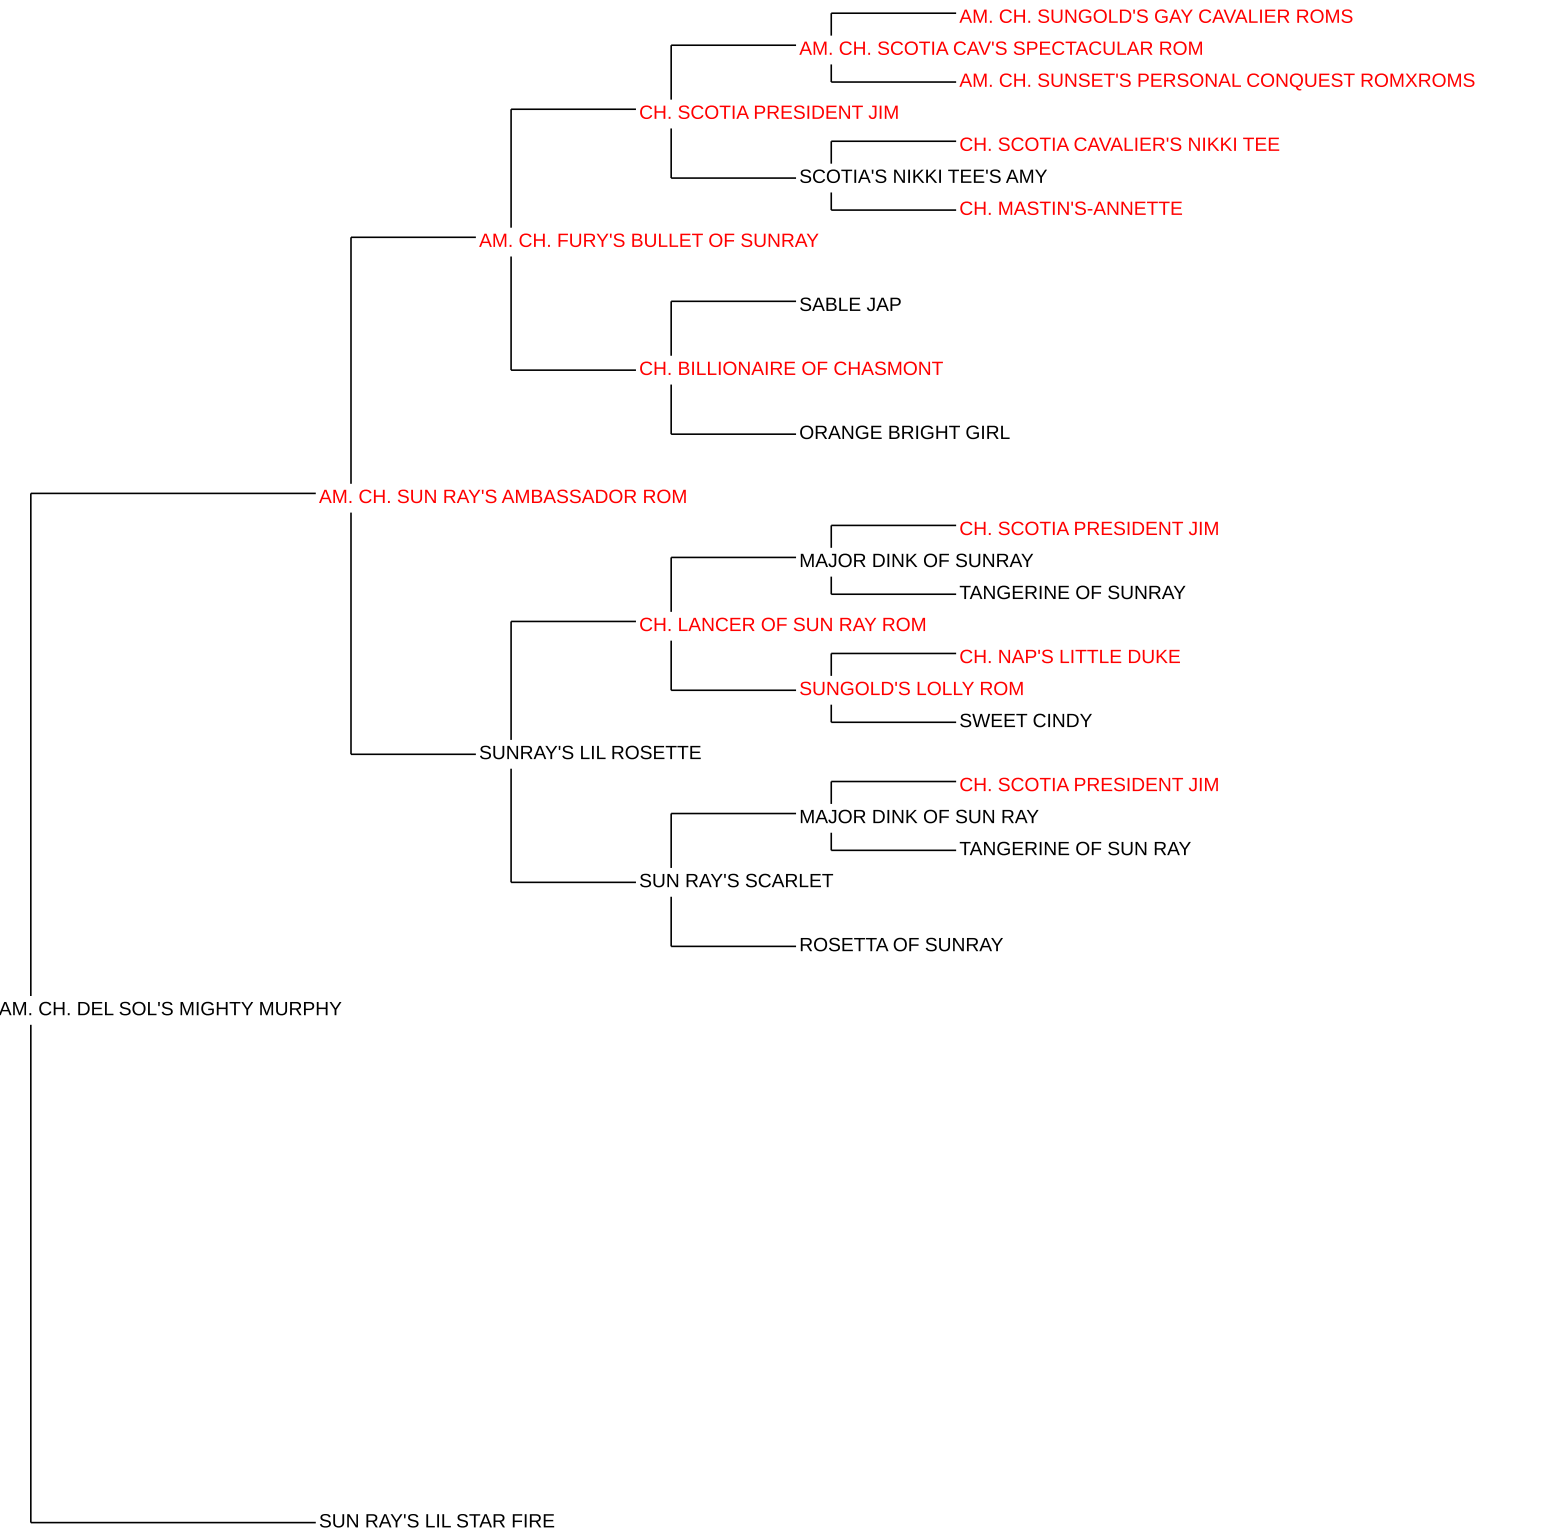 AM. CH. SUNGOLD'S GAY CAVALIER ROMS
AM. CH. SCOTIA CAV'S SPECTACULAR ROM
AM. CH. SUNSET'S PERSONAL CONQUEST ROMXROMS
CH. SCOTIA PRESIDENT JIM
CH. SCOTIA CAVALIER'S NIKKI TEE
SCOTIA'S NIKKI TEE'S AMY
CH. MASTIN'S-ANNETTE
AM. CH. FURY'S BULLET OF SUNRAY
SABLE JAP
CH. BILLIONAIRE OF CHASMONT
ORANGE BRIGHT GIRL
AM. CH. SUN RAY'S AMBASSADOR ROM
CH. SCOTIA PRESIDENT JIM
MAJOR DINK OF SUNRAY
TANGERINE OF SUNRAY
CH. LANCER OF SUN RAY ROM
CH. NAP'S LITTLE DUKE
SUNGOLD'S LOLLY ROM
SWEET CINDY
SUNRAY'S LIL ROSETTE
CH. SCOTIA PRESIDENT JIM
MAJOR DINK OF SUN RAY
TANGERINE OF SUN RAY
SUN RAY'S SCARLET
ROSETTA OF SUNRAY
AM. CH. DEL SOL'S MIGHTY MURPHY
SUN RAY'S LIL STAR FIRE